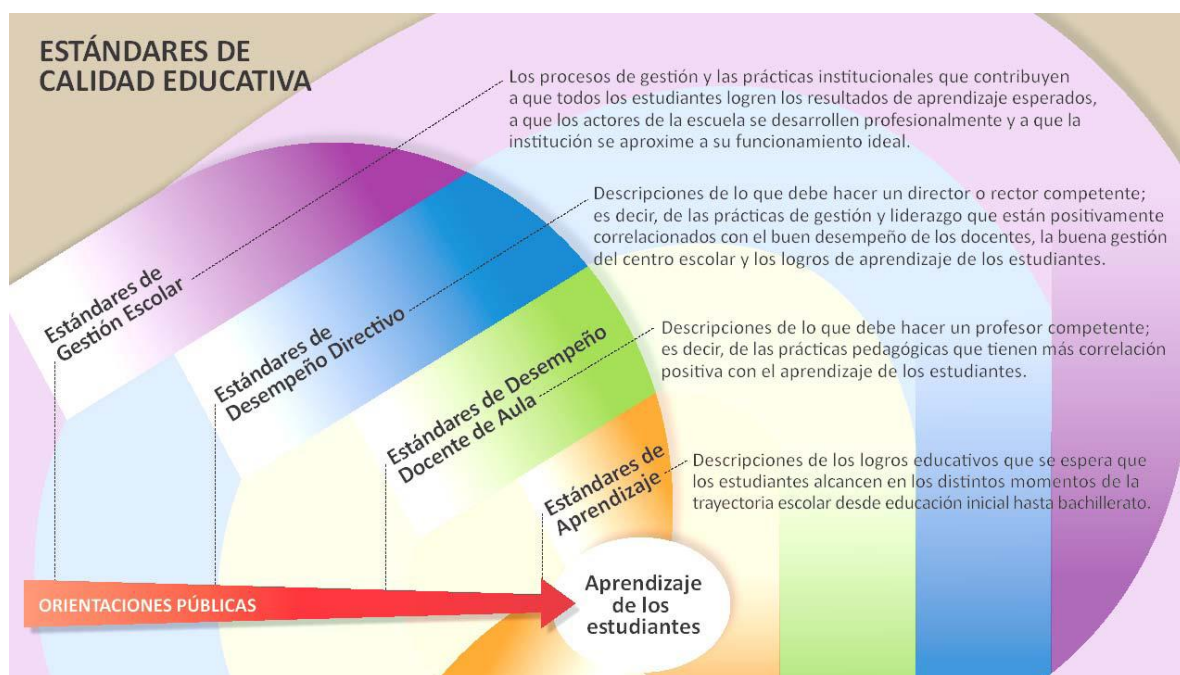 ESTÁNDARES DE
CALIDAD EDUCATIVA
Los procesos de gestión y las prácticas institucionales que contribuyen
a que todos los estudiantes logren los resultados de aprendizaje esperados,
a que los actores de la escuela se desarrollen profesionalmente y a que la
institución se aproxime a su funcionamiento ideal.
Estándares de
Gestión Escolar
Descripciones de lo que debe hacer un director o rector competente;
es decir, de las prácticas de gestión y liderazgo que están positivamente
correlacionados con el buen desempeño de los docentes, la buena gestión
del centro escolar y los logros de aprendizaje de los estudiantes.
Estándares de
Desempeño Directivo
Descripciones de lo que debe hacer un profesor competente;
es decir, de las prácticas pedagógicas que tienen más correlación
positiva con el aprendizaje de los estudiantes.
Estándares de Desempeño
Docente de Aula
Descripciones de los logros educativos que se espera que
los estudiantes alcancen en los distintos momentos de la
trayectoria escolar desde educación inicial hasta bachillerato.
Estándares de
Aprendizaje
ORIENTACIONES PÚBLICAS
Aprendizaje
de los
estudiantes